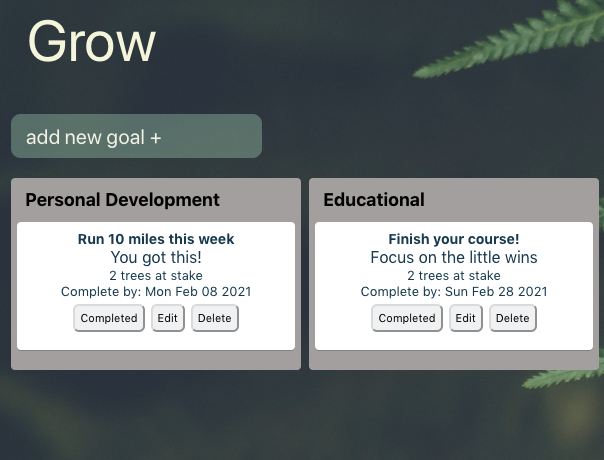 Grow
add new goal +
Personal Development
Run 10 miles this week
You got this!
2 trees at stake
Complete by: Mon Feb 08 2021
Completed Edit Delete
Educational
Finish your course!
Focus on the little wins
2 trees at stake
Complete by: Sun Feb 28 2021
Completed Edit Delete